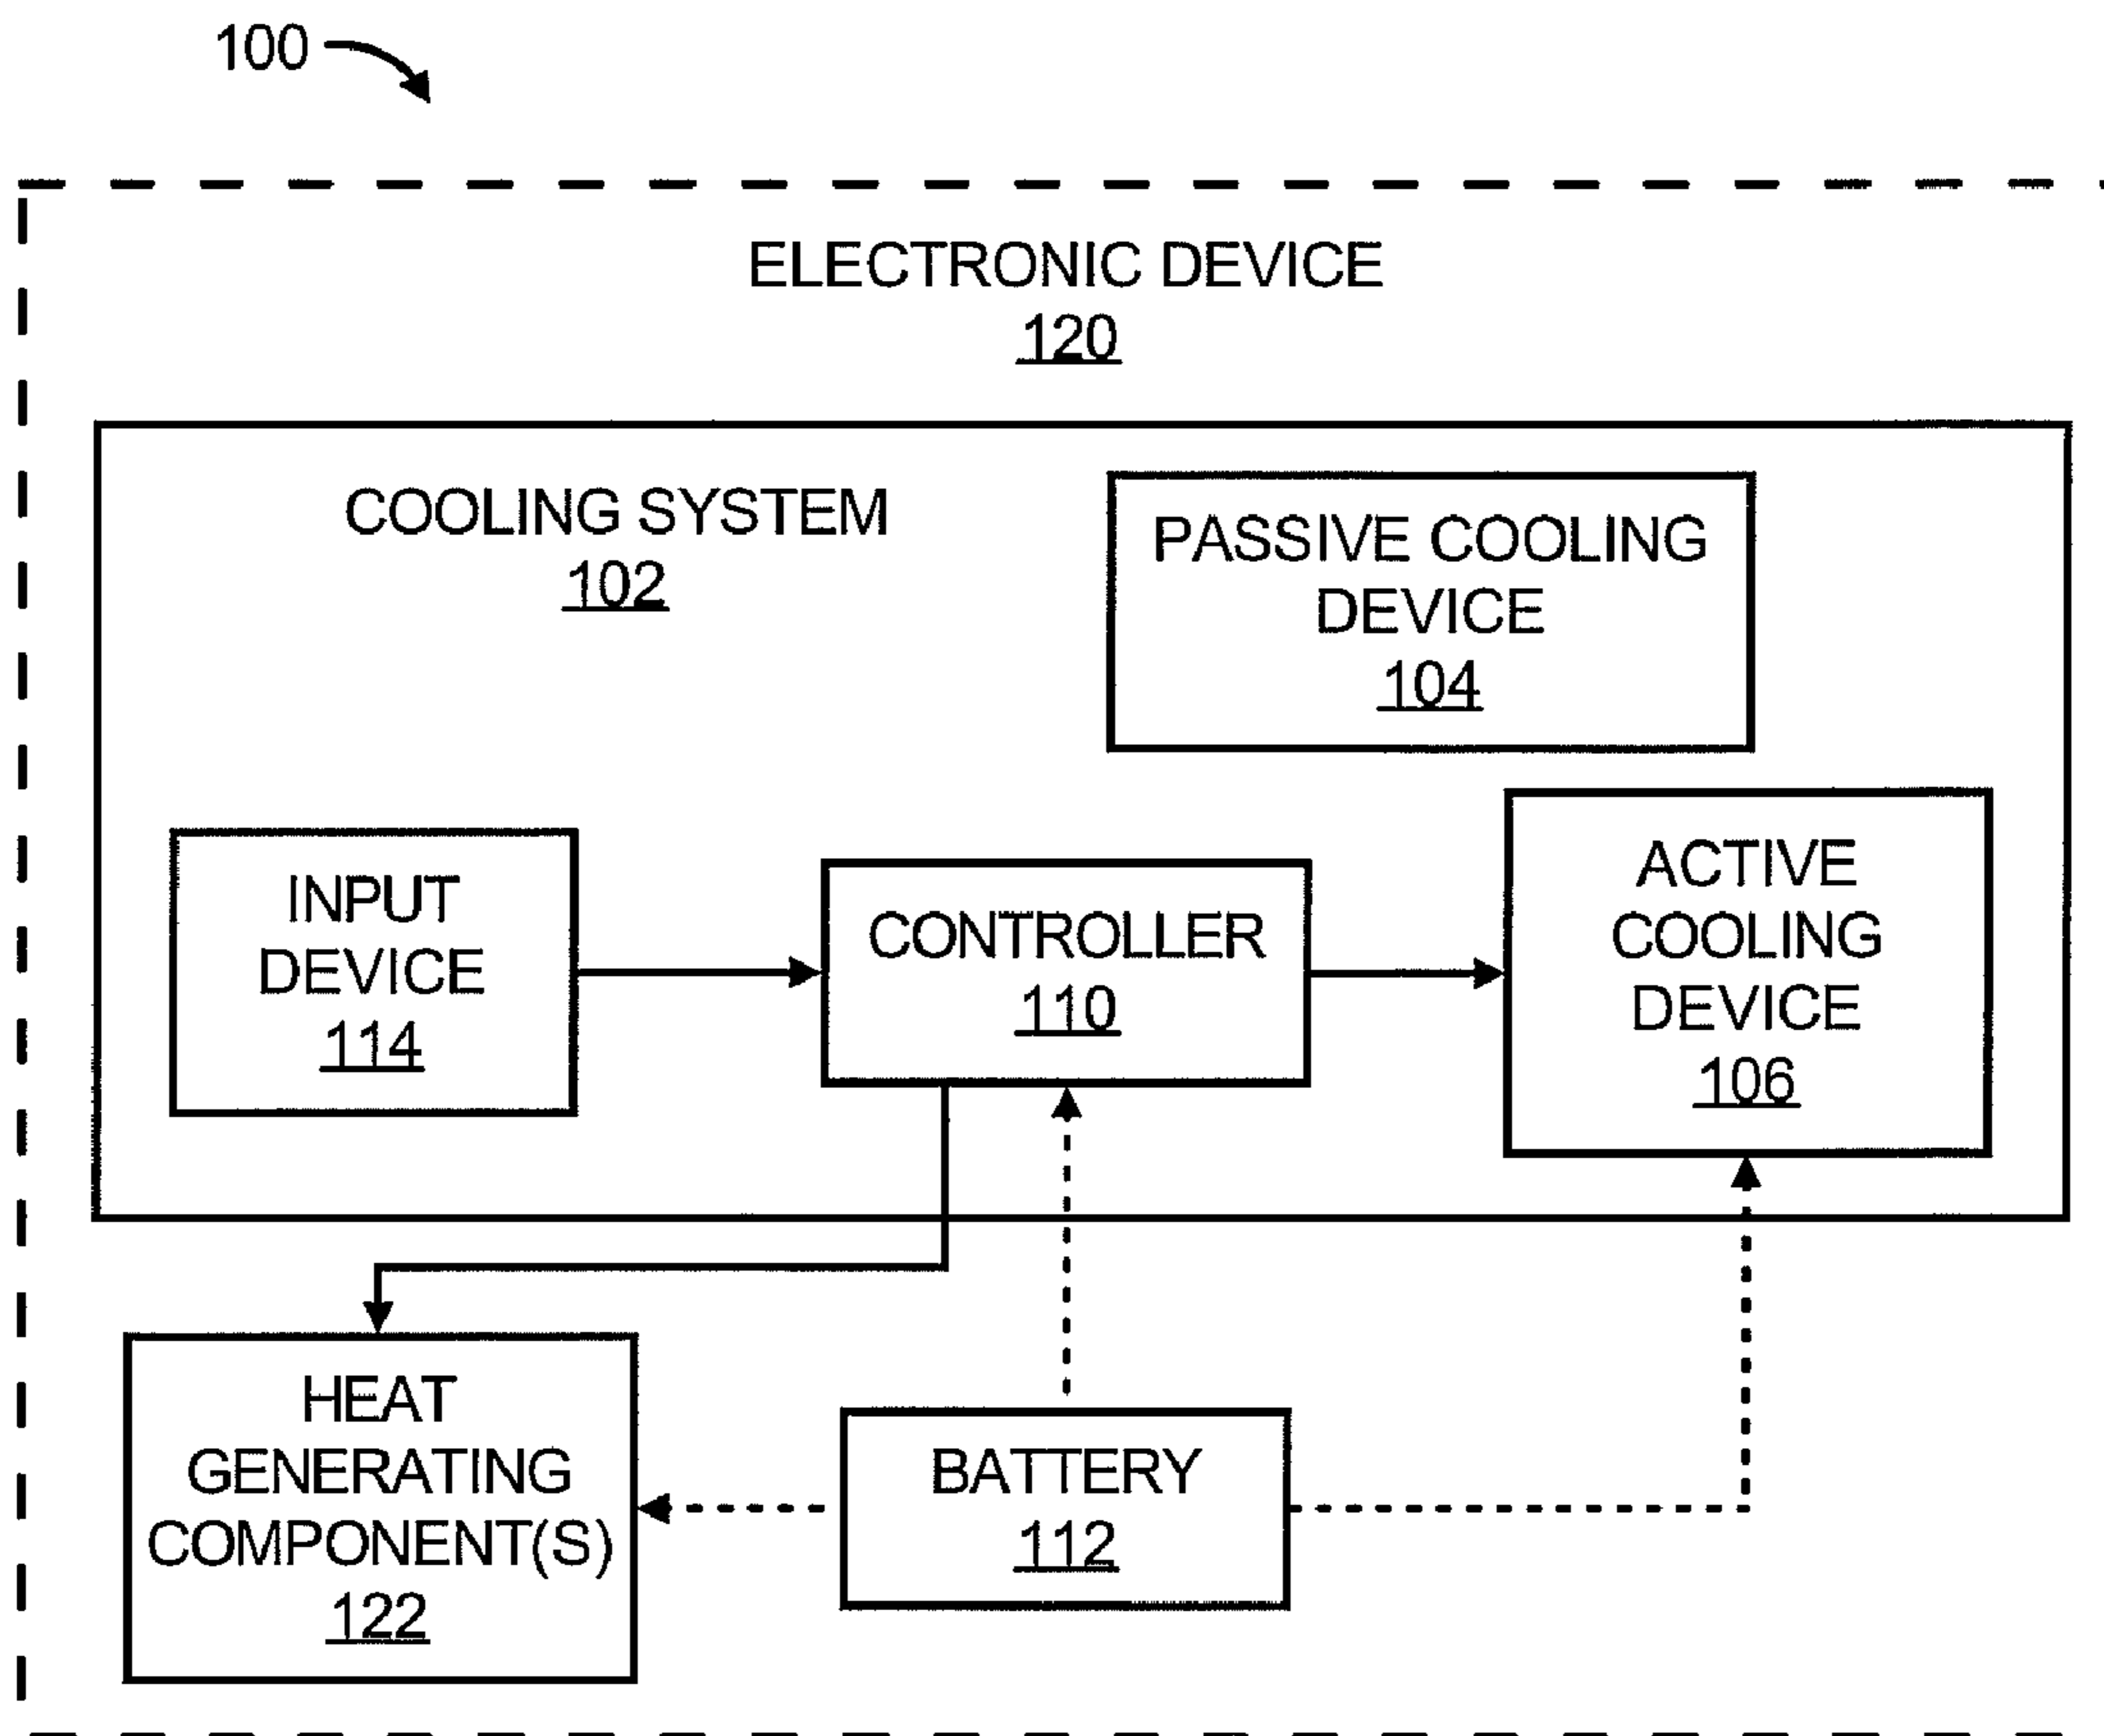 100
ELECTRONIC DEVICE
120
COOLING SYSTEM
102
PASSIVE COOLING
DEVICE
104
INPUT
DEVICE
114
CONTROLLER
110
ACTIVE
COOLING
DEVICE
106
HEAT
GENERATING
COMPONENT(S)
122
BATTERY
112